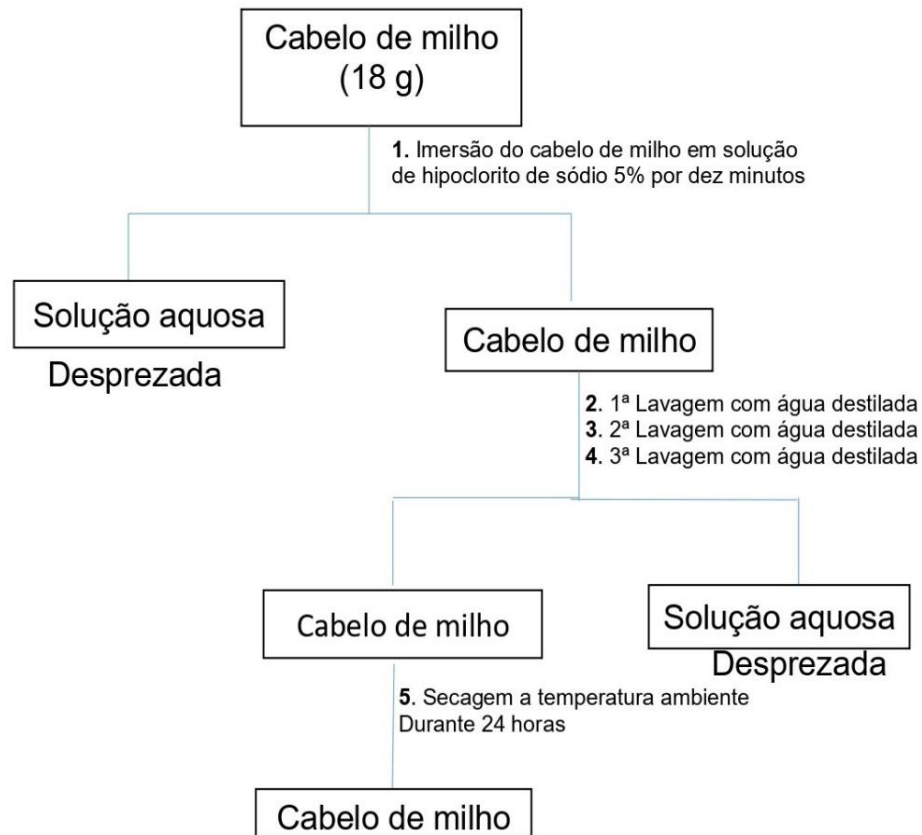 Cabelo de milho
(18 g)
1. Imersão do cabelo de milho em solução
de hipoclorito de sódio 5% por dez minutos
Solução aquosa
Desprezada
Cabelo de milho
2. 1ª Lavagem com água destilada
3. 2ª Lavagem com água destilada
4. 3ª Lavagem com água destilada
Cabelo de milho
Solução aquosa
Desprezada
5. Secagem a temperatura ambiente
Durante 24 horas
Cabelo de milho